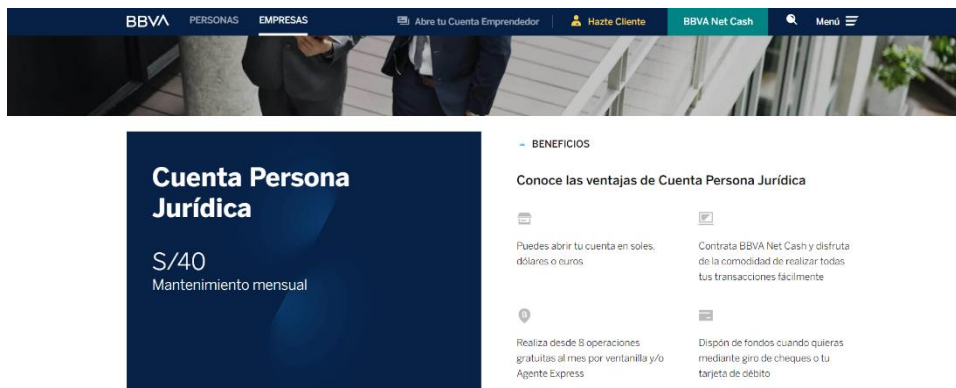 BBVA PERSONAS EMPRESAS Abre tu Cuenta Emprendedor Hazte Cliente BBVA Net Cash Menú
Cuenta Persona
Jurídica
S/40
Mantenimiento mensual
BENEFICIOS
Conoce las ventajas de Cuenta Persona Jurídica
Puedes abrir tu cuenta en soles,
dólares o euros
Contrata BBVA Net Cash y disfruta
de la comodidad de realizar todas
tus transacciones fácilmente
Realiza desde 8 operaciones
gratuitas al mes por ventanilla y/o
Agente Express
Dispón de fondos cuando quieras
mediante giro de cheques o tu
tarjeta de débito